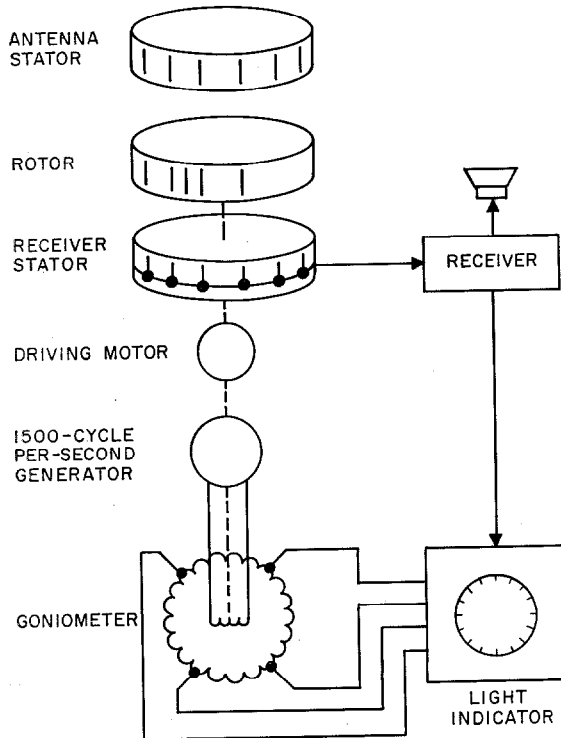 ANTENNA
STATOR
ROTOR
RECEIVER
STATOR
RECEIVER
DRIVING MOTOR
1500-CYCLE
PER-SECOND
GENERATOR
GONIOMETER
LIGHT
INDICATOR